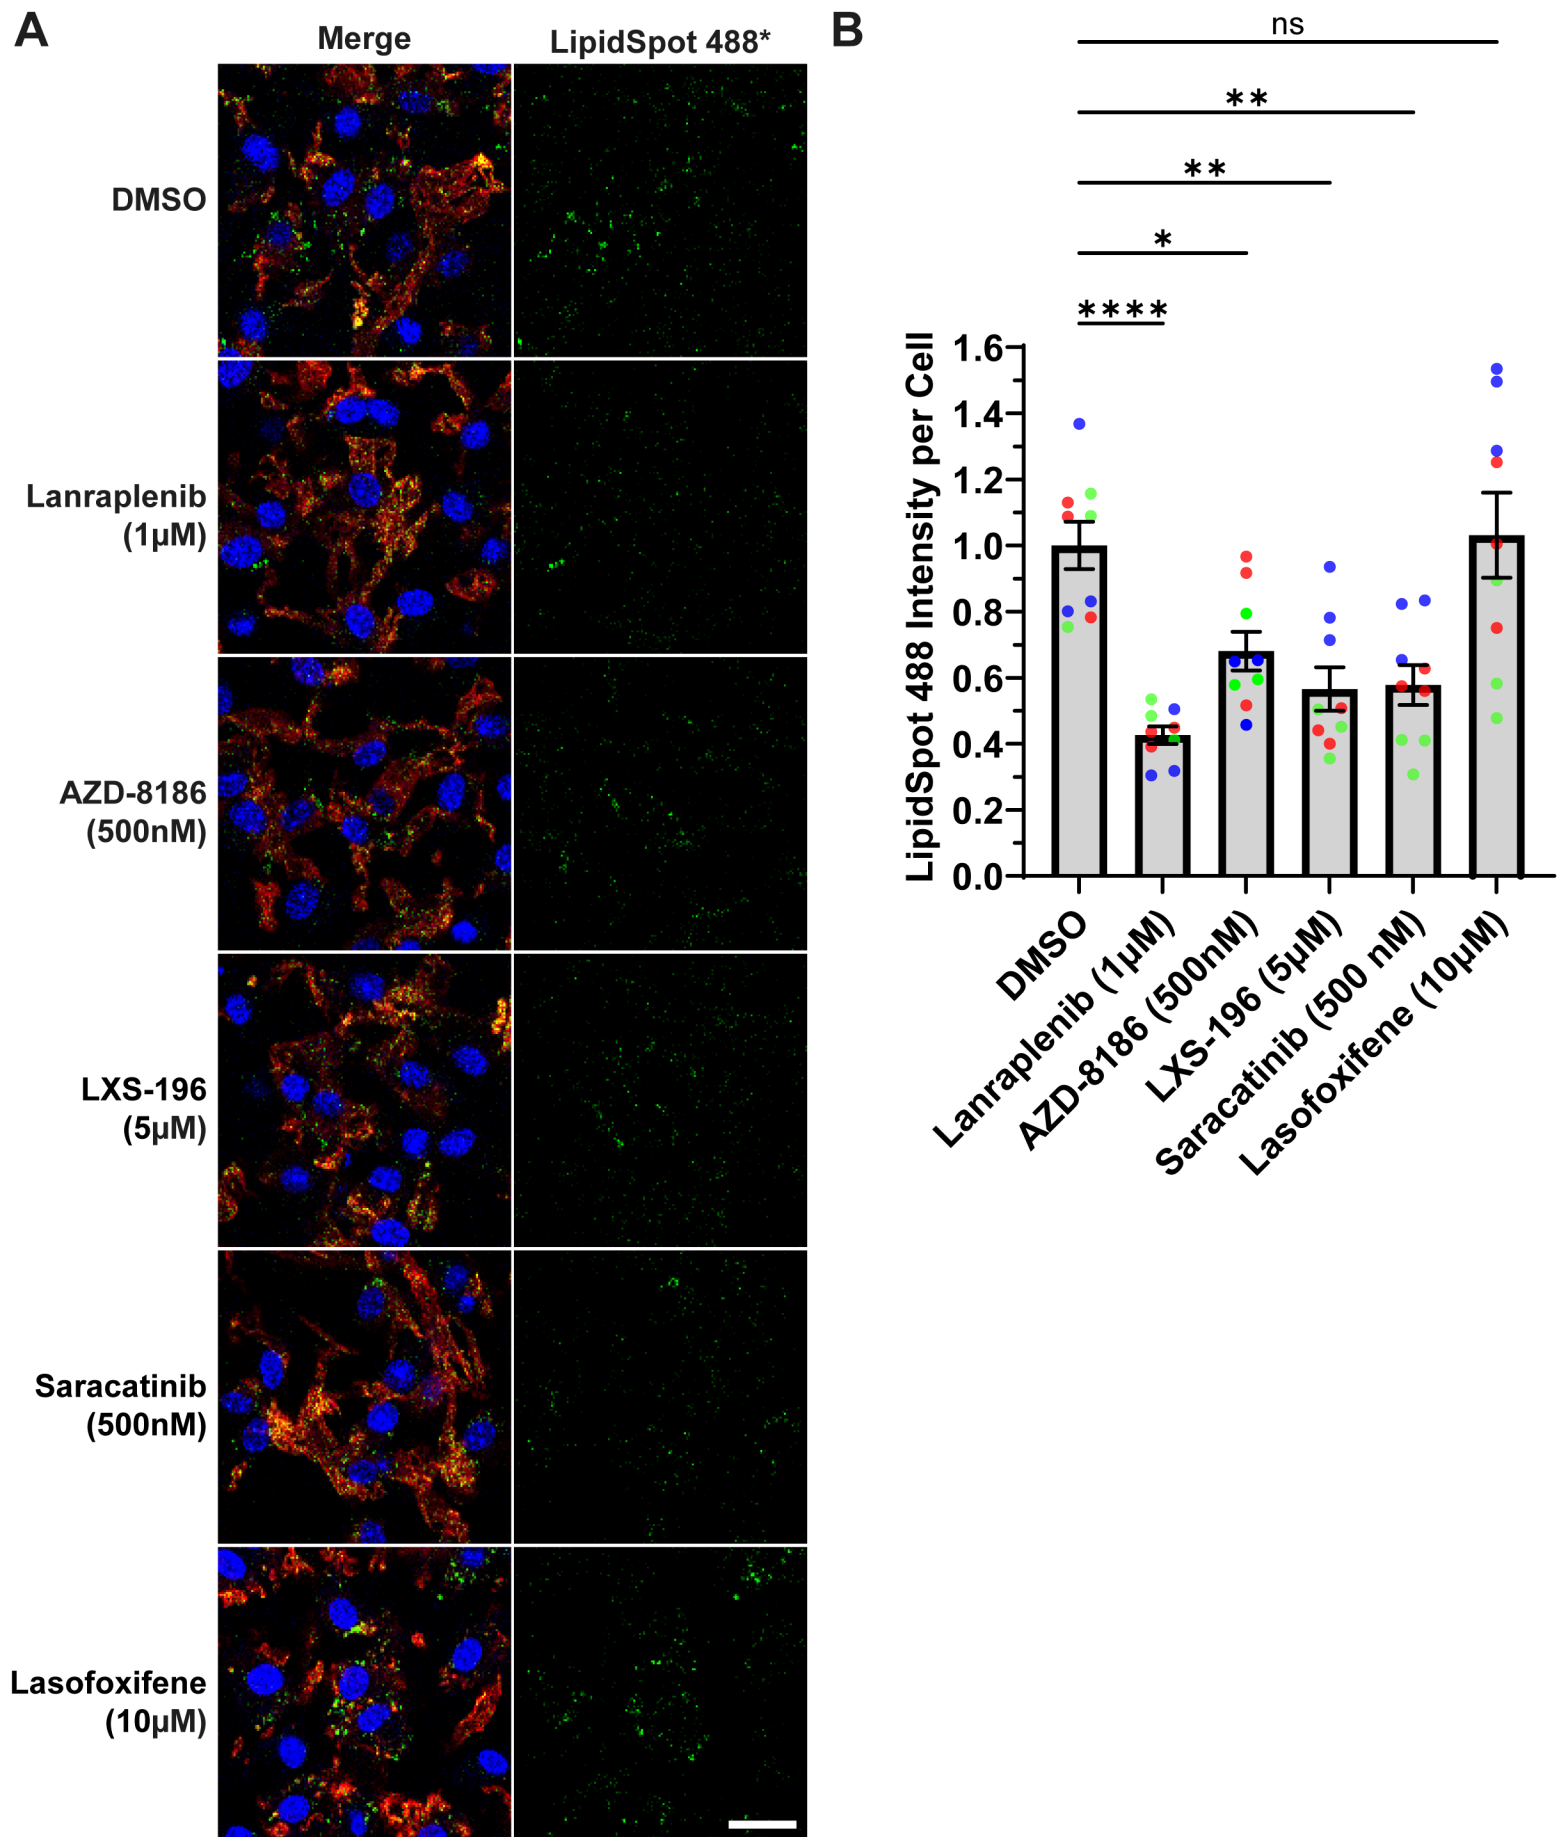 A
B
Merge
LipidSpot 488*
DMSO
Lanraplenib
(1µM)
AZD-8186
(500nM)
LXS-196
(5µM)
Saracatinib
(500nM)
Lasofoxifene
(10µM)
ns
**
**
*
****
LipidSpot 488 Intensity per Cell
1.6
1.4
1.2
1.0
0.8
0.6
0.4
0.2
0.0
DMSO
Lanraplenib (1µM)
AZD-8186 (500nM)
LXS-196 (5µM)
Saracatinib (500 nM)
Lasofoxifene (10µM)